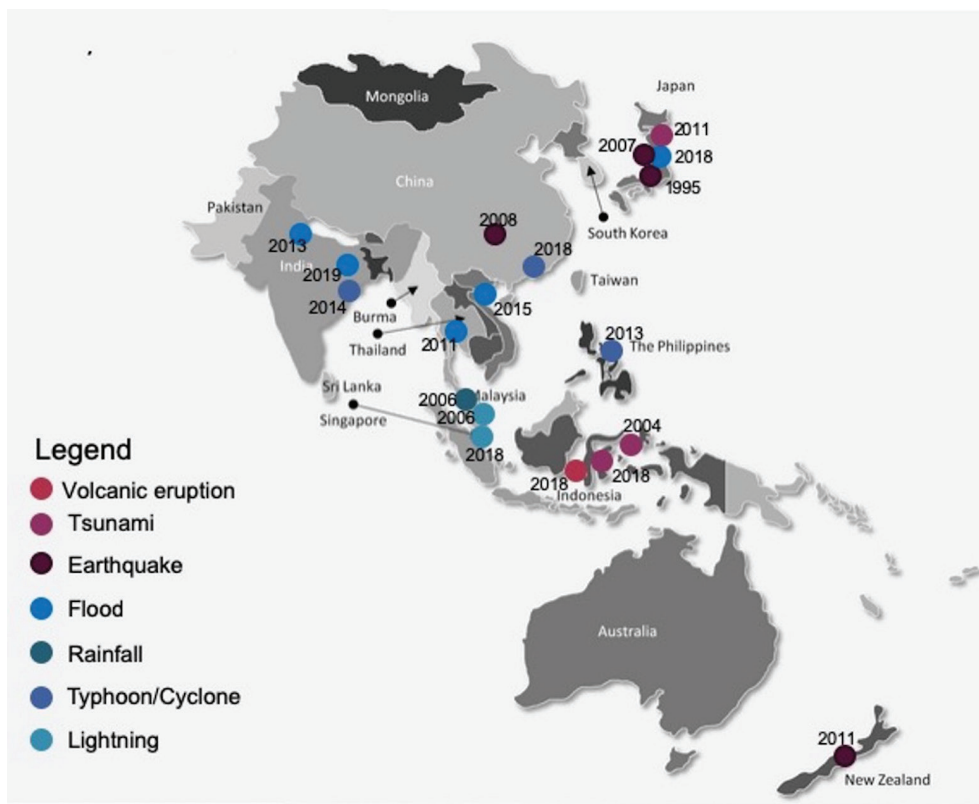 Mongolia
Japan
2011
2007
2018
1995
China
Pakistan
2008
South Korea
2013
2018
India
2019
Taiwan
2014
2015
Burma
2013
The Philippines
Thailand
2011
Sri Lanka
2006
Malaysia
2006
Singapore
2004
2018
2018
2018
Indonesia
Legend
Volcanic eruption
Tsunami
Earthquake
Flood
Rainfall
Typhoon/Cyclone
Lightning
Australia
2011
New Zealand